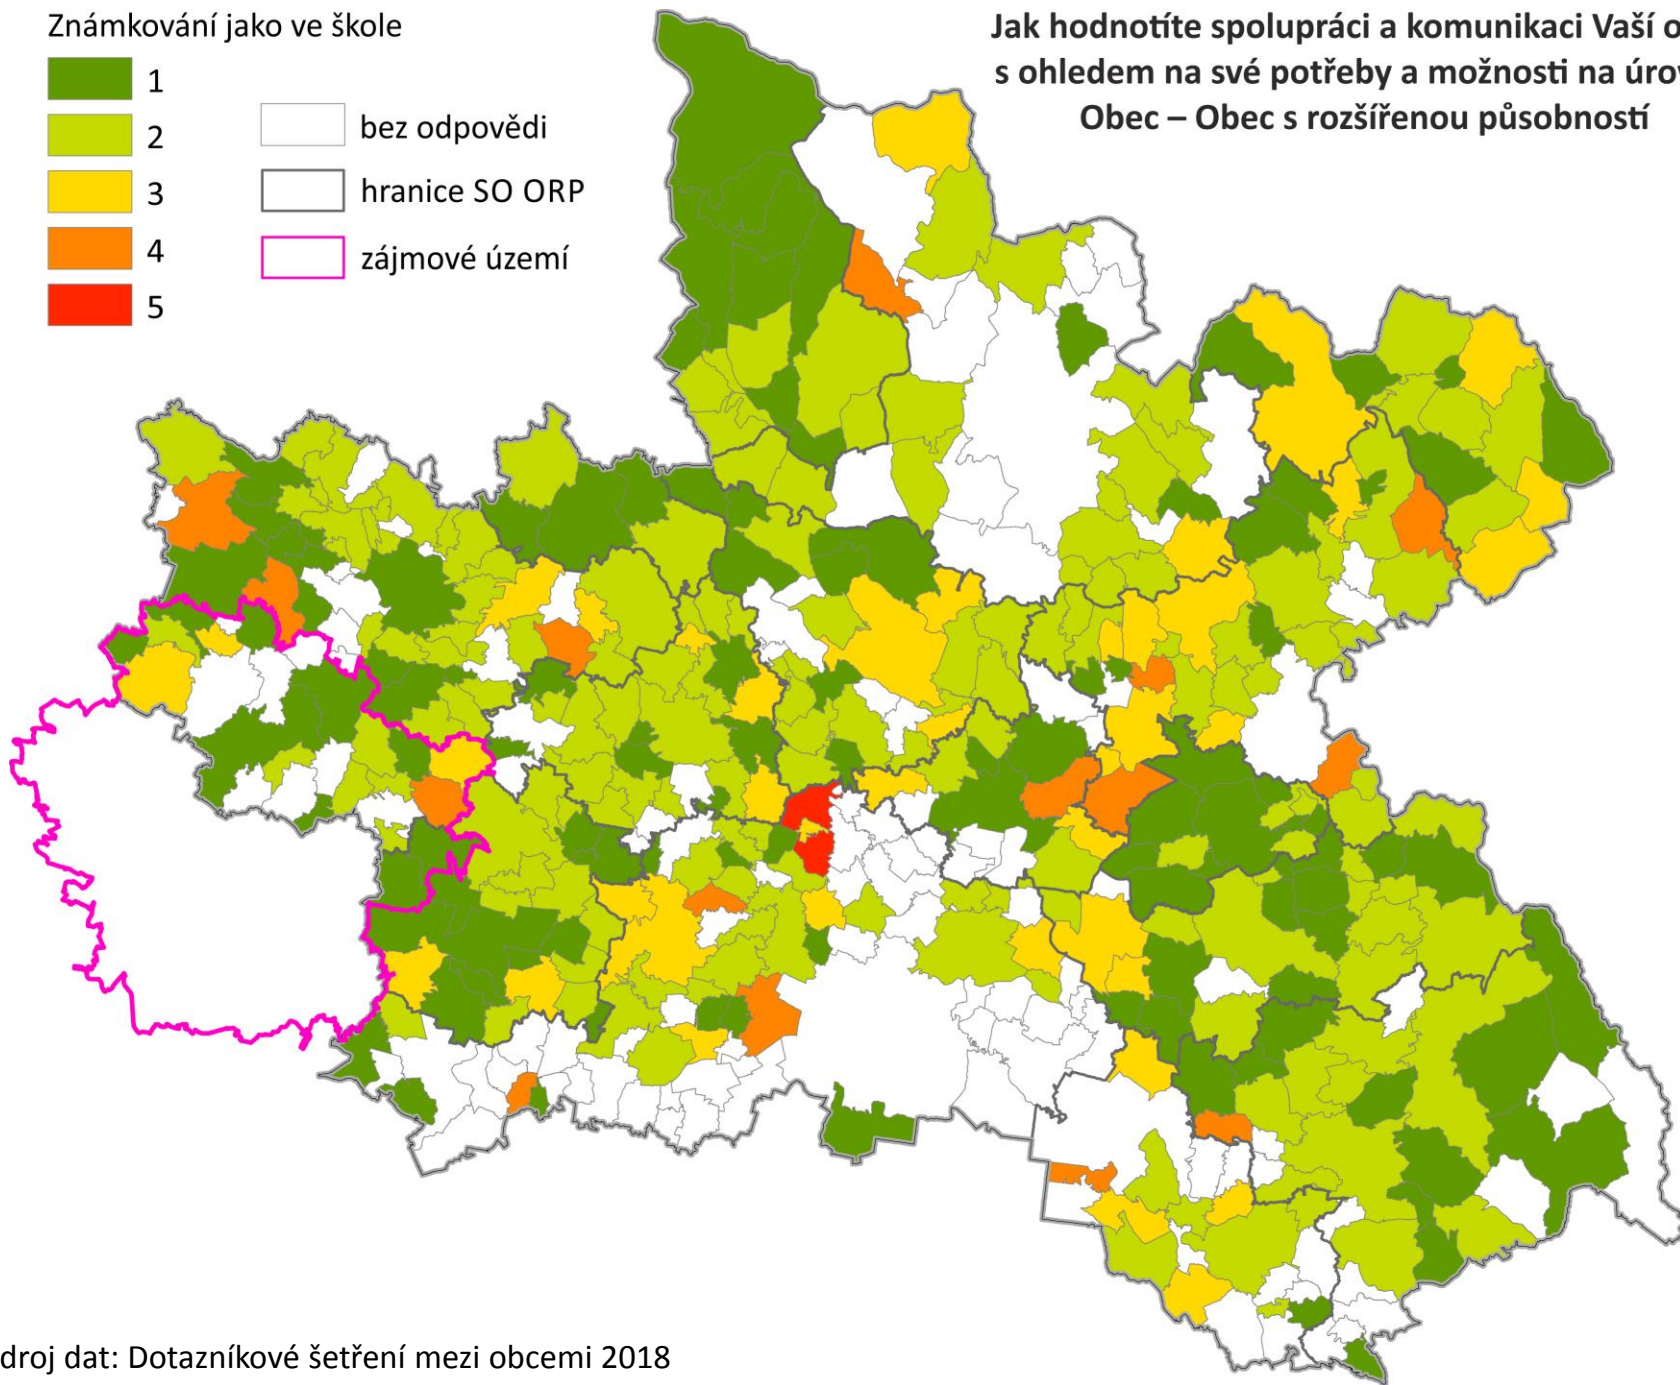 Známkování jako ve škole
1
2
3
4
5
bez odpovědi
hranice SO ORP
zájmové území
Jak hodnotíte spolupráci a komunikaci Vaší
s ohledem na své potřeby a možnosti na
Obec – Obec s rozšířenou působností
droj dat: Dotazníkové šetření mezi obcemi 2018